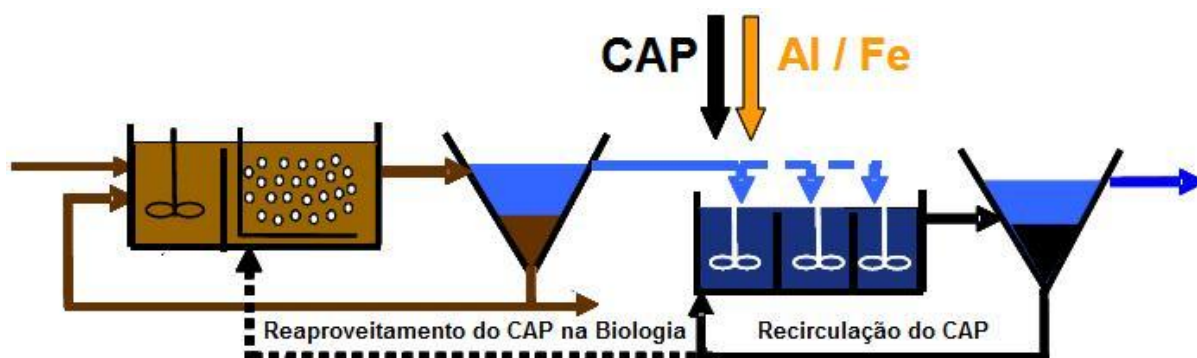 CAP
Al / Fe
Reaproveitamento do CAP na Biologia
Recirculação do CAP